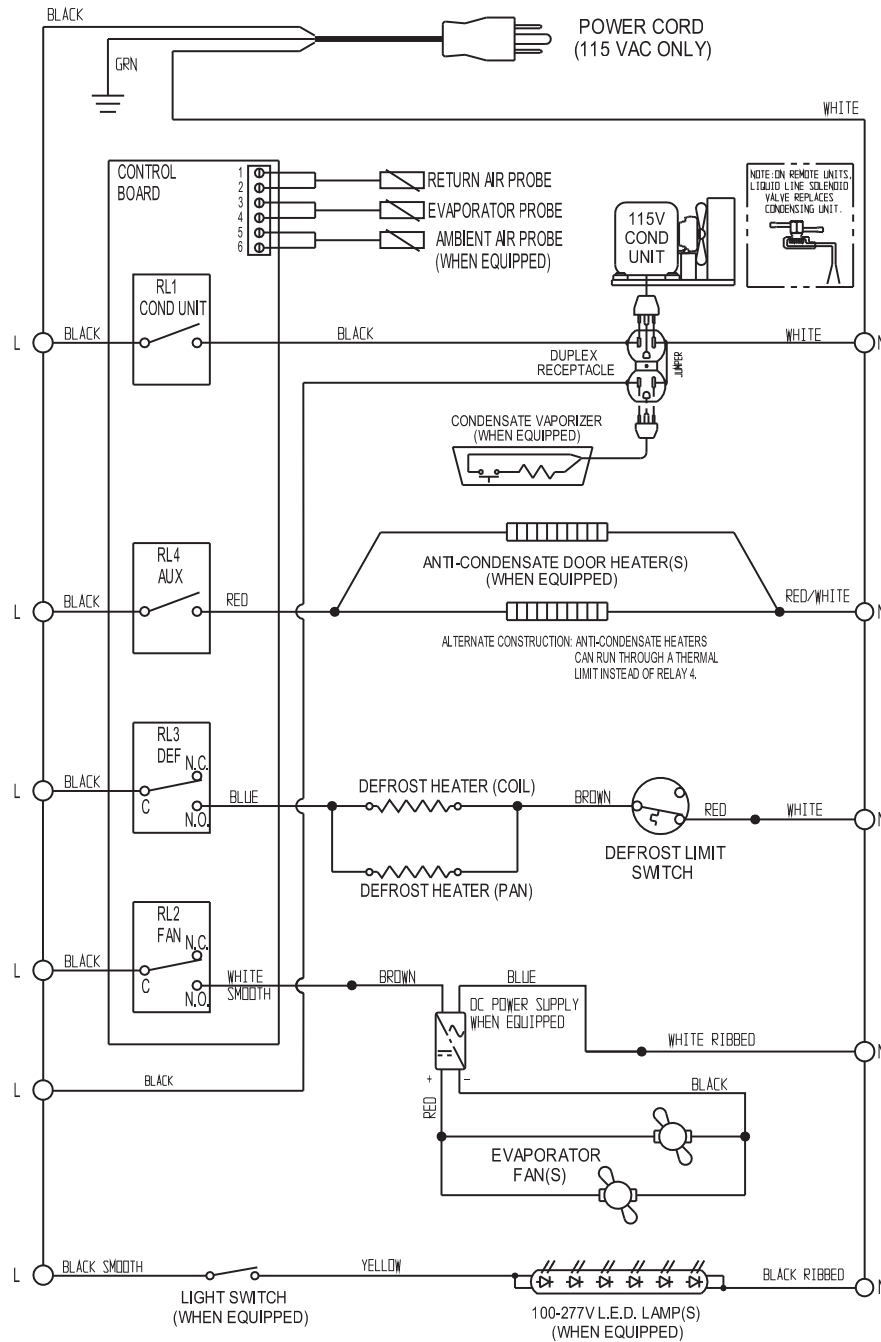 BLACK
POWER CORD
(115 VAC ONLY)
GRN
WHITE
CONTROL
BOARD
1
2
3
4
5
6
RETURN AIR PROBE
EVAPORATOR PROBE
AMBIENT AIR PROBE
(WHEN EQUIPPED)
115V
COND
UNIT
NOTE: ON REMOTE UNITS,
LIQUID LINE SOLENOID
VALVE REPLACES
CONDENSING UNIT.
RL1
COND UNIT
L
BLACK
BLACK
WHITE
N
DUPLEX
RECEPTACLE
JUMPER
CONDENSATE VAPORIZER
(WHEN EQUIPPED)
RL4
AUX
L
BLACK
RED
ANTI-CONDENSATE DOOR HEATER(S)
(WHEN EQUIPPED)
RED/WHITE
N
ALTERNATE CONSTRUCTION: ANTI-CONDENSATE HEATERS
CAN RUN THROUGH A THERMAL
LIMIT INSTEAD OF RELAY 4.
RL3
DEF
N.C.
L
BLACK
C
N.O.
BLUE
DEFROST HEATER (COIL)
BROWN
RED
WHITE
N
DEFROST LIMIT
SWITCH
DEFROST HEATER (PAN)
RL2
FAN
N.C.
L
BLACK
C
N.O.
WHITE
SMOOTH
BROWN
BLUE
DC POWER SUPPLY
WHEN EQUIPPED
WHITE RIBBED
N
L
BLACK
+
-
RED
BLACK
EVAPORATOR
FAN(S)
L
BLACK SMOOTH
YELLOW
BLACK RIBBED
N
LIGHT SWITCH
(WHEN EQUIPPED)
100-277V L.E.D. LAMP(S)
(WHEN EQUIPPED)